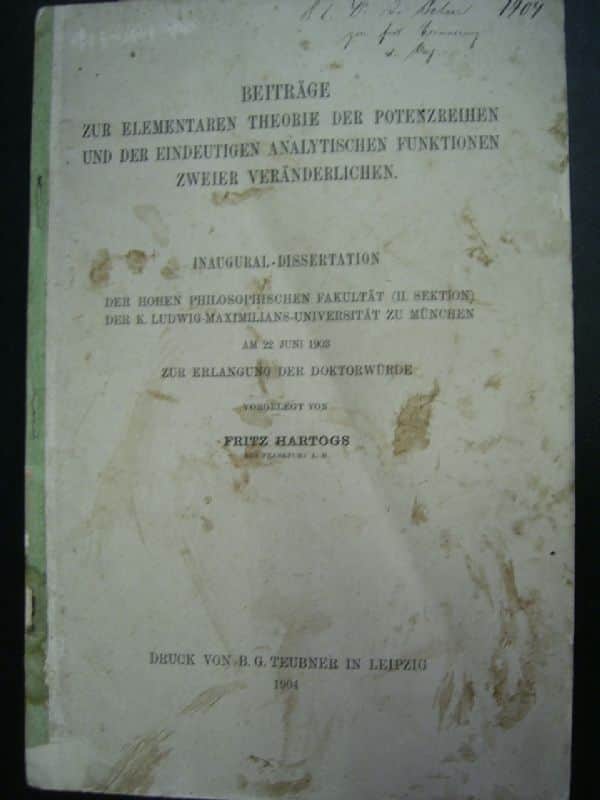 1904
BEITRÄGE
ZUR ELEMENTAREN THEORIE DER POTENZREIHEN
UND DER EINDEUTIGEN ANALYTISCHEN FUNKTIONEN
ZWEIER VERÄNDERLICHEN.
INAUGURAL-DISSERTATION
DER HOHEN PHILOSOPHISCHEN FAKULTÄT (II. SEKTION)
DER K. LUDWIG-MAXIMILIANS-UNIVERSITÄT ZU MÜNCHEN
AM 22 JUNI 1903
ZUR ERLANGUNG DER DOKTORWÜRDE
VORGELEGT VON
FRITZ HARTOGS
AUS FRANKFURT A. M.
DRUCK VON B. G. TEUBNER IN LEIPZIG
1904